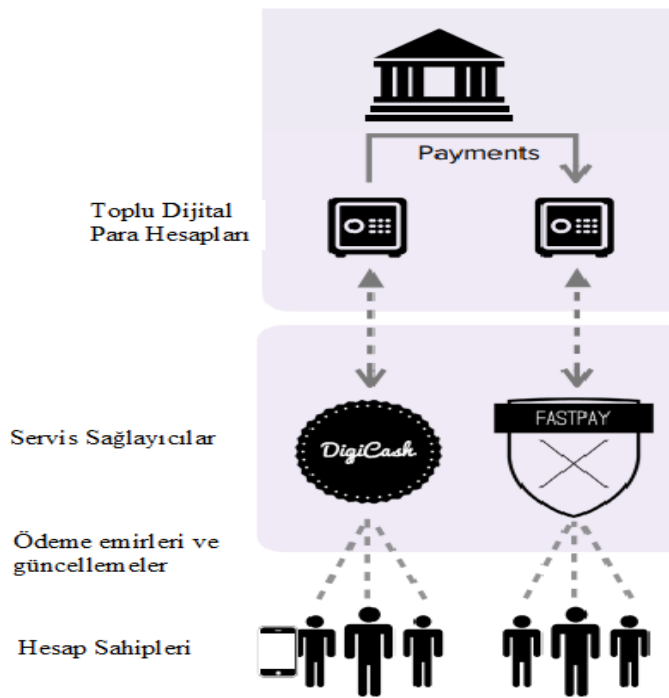 Payments
Toplu Dijital
Para Hesapları
Servis Sağlayıcılar
DigiCash
FASTPAY
Ödeme emirleri ve
güncellemeler
Hesap Sahipleri